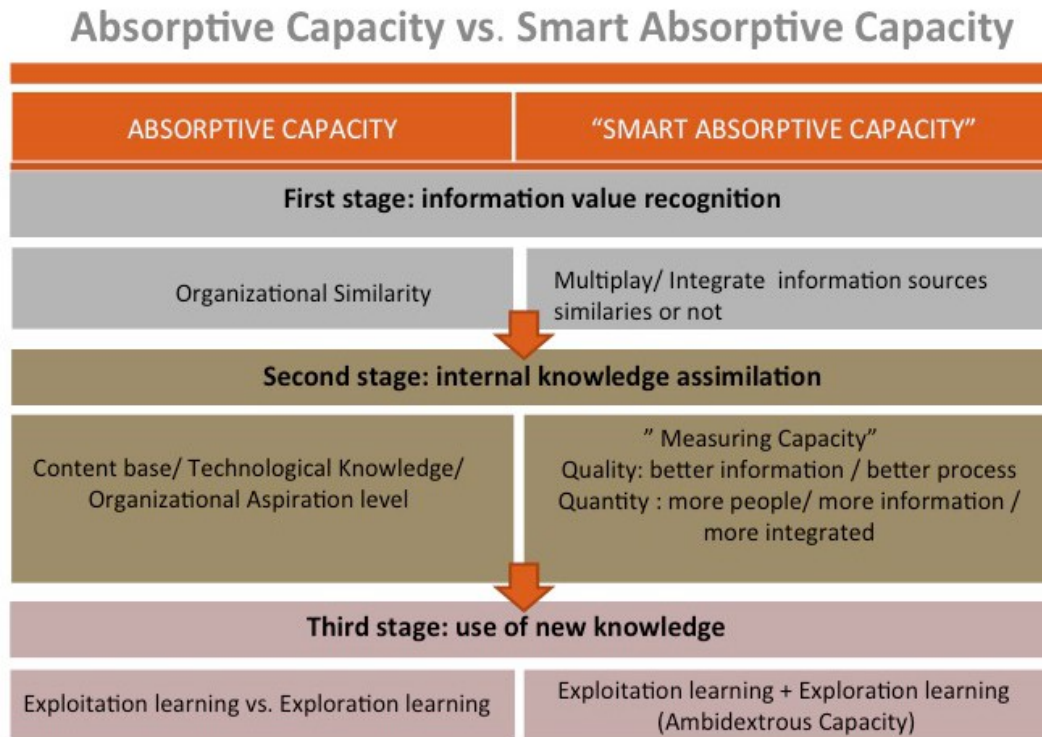 Absorptive Capacity vs. Smart Absorptive Capacity
ABSORPTIVE CAPACITY
“SMART ABSORPTIVE CAPACITY”
First stage: information value recognition
Organizational Similarity
Multiplay/ Integrate information sources
similaries or not
Second stage: internal knowledge assimilation
Content base/ Technological Knowledge/
Organizational Aspiration level
” Measuring Capacity”
Quality: better information / better process
Quantity : more people/ more information /
more integrated
Third stage: use of new knowledge
Exploitation learning vs. Exploration learning
Exploitation learning + Exploration learning
(Ambidextrous Capacity)